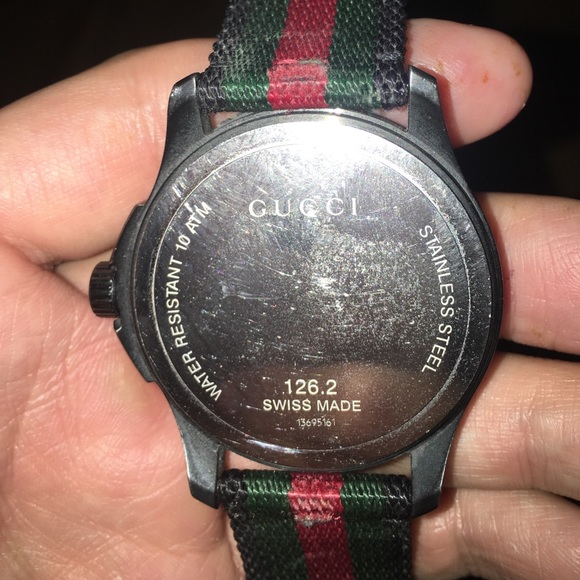 GUCCI
WATER RESISTANT 10 ATM
STAINLESS STEEL
126.2
SWISS MADE
13695161